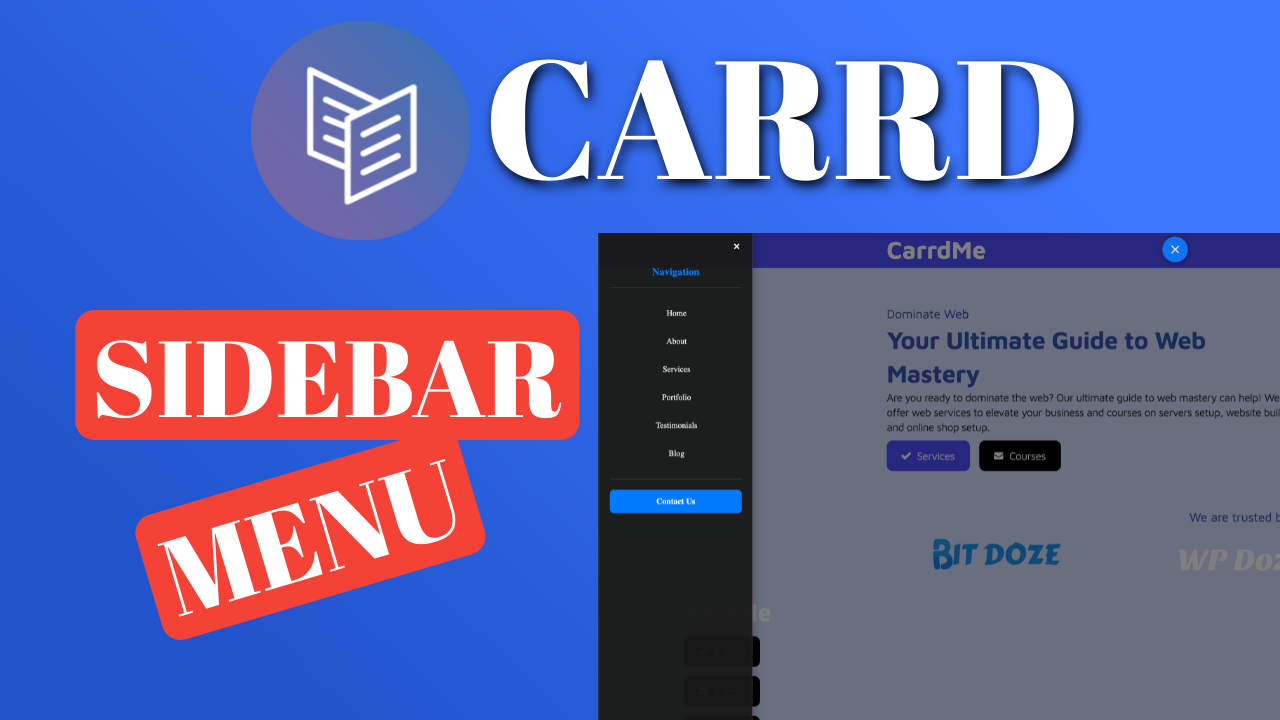 CARRD
SIDEBAR
MENU
×
Navigation
Home
About
Services
Portfolio
Testimonials
Blog
Contact Us
CarrdMe
×
Dominate Web
Your Ultimate Guide to Web
Mastery
Are you ready to dominate the web? Our ultimate guide to web mastery can help! We
offer web services to elevate your business and courses on servers setup, website buil
and online shop setup.
Services Courses
We are trusted b
BIT DOZE WP Doz